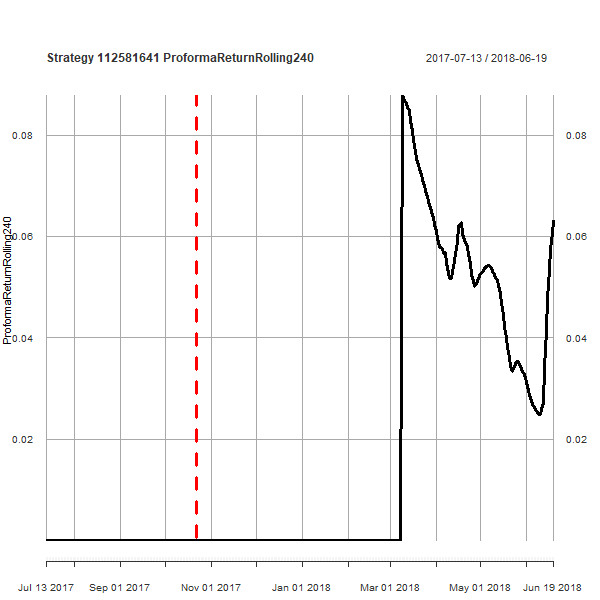 Strategy 112581641 ProformaReturnRolling240
2017-07-13 / 2018-06-19
ProformaReturnRolling240
0.08
0.06
0.04
0.02
0.08
0.06
0.04
0.02
Jul 13 2017
Sep 01 2017
Nov 01 2017
Jan 01 2018
Mar 01 2018
May 01 2018
Jun 19 2018